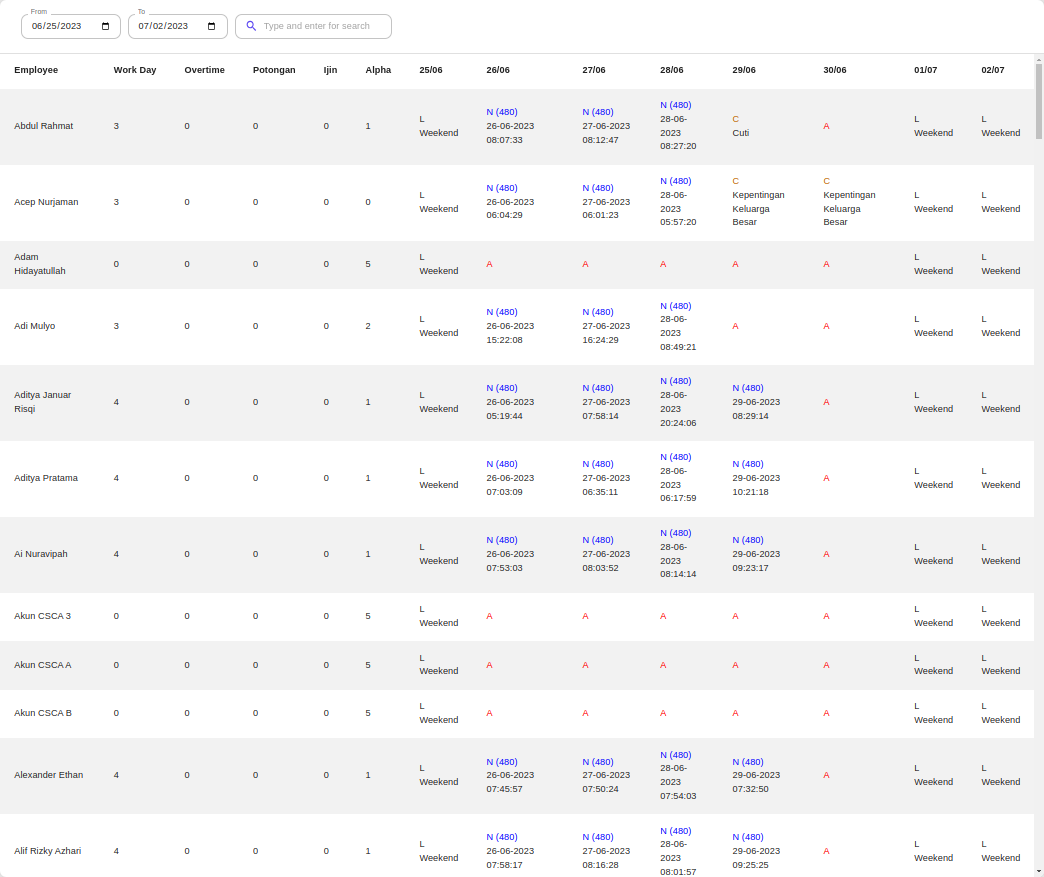 From
To
06/25/2023
07/02/2023
Type and enter for search
Employee Work Day Overtime Potongan Ijin Alpha 25/06 26/06 27/06 28/06 29/06 30/06 01/07 02/07
Abdul Rahmat 3 0 0 0 1 L Weekend N (480) 26-06-2023 08:07:33 N (480) 27-06-2023 08:12:47 N (480) 28-06-2023 08:27:20 C Cuti A L Weekend L Weekend
Acep Nurjaman 3 0 0 0 0 L Weekend N (480) 26-06-2023 06:04:29 N (480) 27-06-2023 06:01:23 N (480) 28-06-2023 05:57:20 C Kepentingan Keluarga Besar C Kepentingan Keluarga Besar L Weekend L Weekend
Adam Hidayatullah 0 0 0 0 5 L Weekend A A A A A L Weekend L Weekend
Adi Mulyo 3 0 0 0 2 L Weekend N (480) 26-06-2023 15:22:08 N (480) 27-06-2023 16:24:29 N (480) 28-06-2023 08:49:21 A A L Weekend L Weekend
Aditya Januar Risqi 4 0 0 0 1 L Weekend N (480) 26-06-2023 05:19:44 N (480) 27-06-2023 07:58:14 N (480) 28-06-2023 20:24:06 N (480) 29-06-2023 08:29:14 A L Weekend L Weekend
Aditya Pratama 4 0 0 0 1 L Weekend N (480) 26-06-2023 07:03:09 N (480) 27-06-2023 06:35:11 N (480) 28-06-2023 06:17:59 N (480) 29-06-2023 10:21:18 A L Weekend L Weekend
Ai Nuravipah 4 0 0 0 1 L Weekend N (480) 26-06-2023 07:53:03 N (480) 27-06-2023 08:03:52 N (480) 28-06-2023 08:14:14 N (480) 29-06-2023 09:23:17 A L Weekend L Weekend
Akun CSCA 3 0 0 0 0 5 L Weekend A A A A A L Weekend L Weekend
Akun CSCA A 0 0 0 0 5 L Weekend A A A A A L Weekend L Weekend
Akun CSCA B 0 0 0 0 5 L Weekend A A A A A L Weekend L Weekend
Alexander Ethan 4 0 0 0 1 L Weekend N (480) 26-06-2023 07:45:57 N (480) 27-06-2023 07:50:24 N (480) 28-06-2023 07:54:03 N (480) 29-06-2023 07:32:50 A L Weekend L Weekend
Alif Rizky Azhari 4 0 0 0 1 L Weekend N (480) 26-06-2023 07:58:17 N (480) 27-06-2023 08:16:28 N (480) 28-06-2023 08:01:57 N (480) 29-06-2023 09:25:25 A L Weekend L Weekend